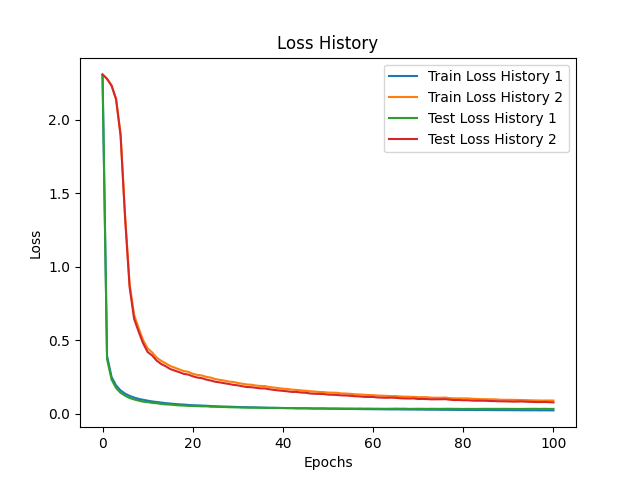 Loss History
Train Loss History 1
Train Loss History 2
Test Loss History 1
Test Loss History 2
Loss
2.0
1.5
1.0
0.5
0.0
0 20 40 60 80 100
Epochs